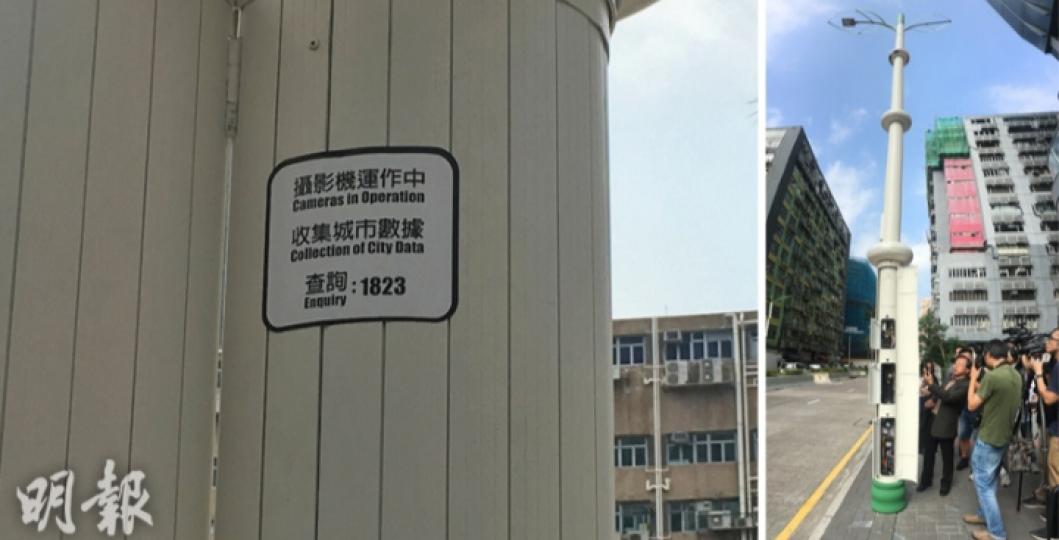 攝影機運作中
Cameras in Operation
收集城市數據
Collection of City Data
查詢 : 1823
Enquiry
明報